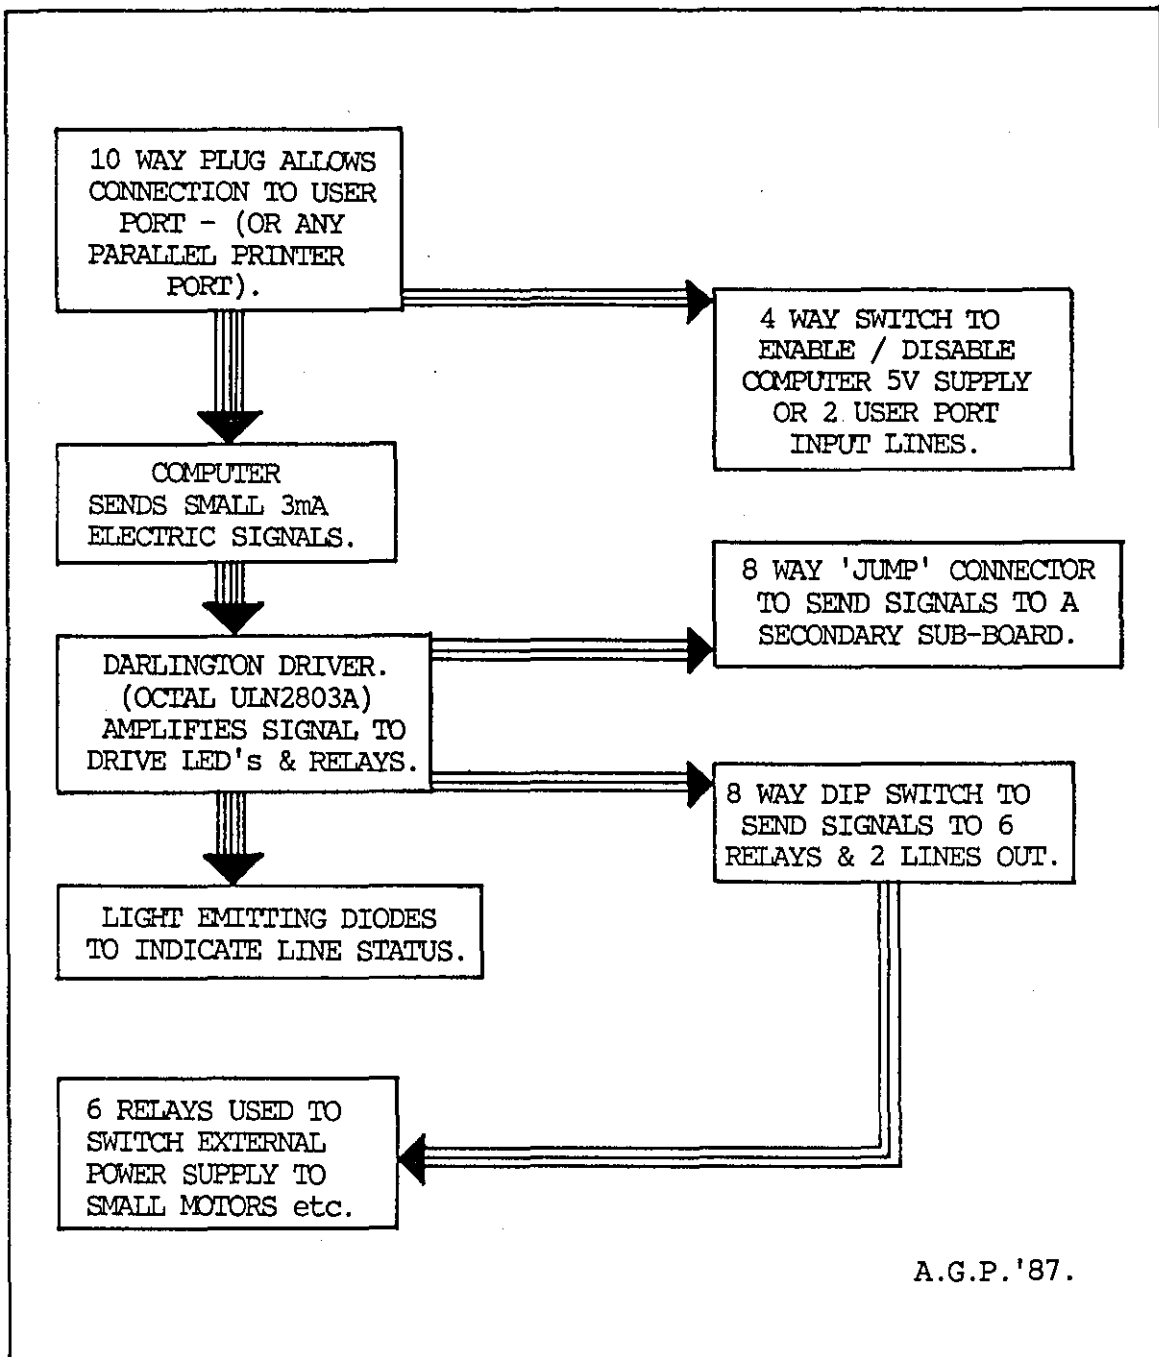 10 WAY PLUG ALLOWS
CONNECTION TO USER
PORT - (OR ANY
PARALLEL PRINTER
PORT).
4 WAY SWITCH TO
ENABLE / DISABLE
COMPUTER 5V SUPPLY
OR 2 USER PORT
INPUT LINES.
COMPUTER
SENDS SMALL 3mA
ELECTRIC SIGNALS.
8 WAY 'JUMP' CONNECTOR
TO SEND SIGNALS TO A
SECONDARY SUB-BOARD.
DARLINGTON DRIVER.
(OCTAL ULN2803A)
AMPLIFIES SIGNAL TO
DRIVE LED's & RELAYS.
8 WAY DIP SWITCH TO
SEND SIGNALS TO 6
RELAYS & 2 LINES OUT.
LIGHT EMITTING DIODES
TO INDICATE LINE STATUS.
6 RELAYS USED TO
SWITCH EXTERNAL
POWER SUPPLY TO
SMALL MOTORS etc.
A.G.P.'87.